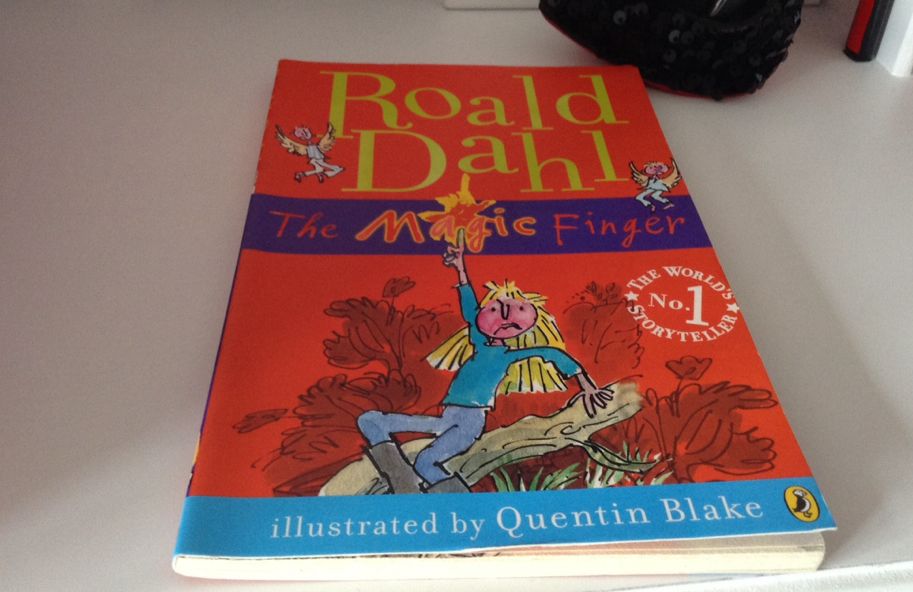 Roald
Dahl
The Magic Finger
THE WORLD'S
No.1
STORYTELLER
illustrated by Quentin Blake